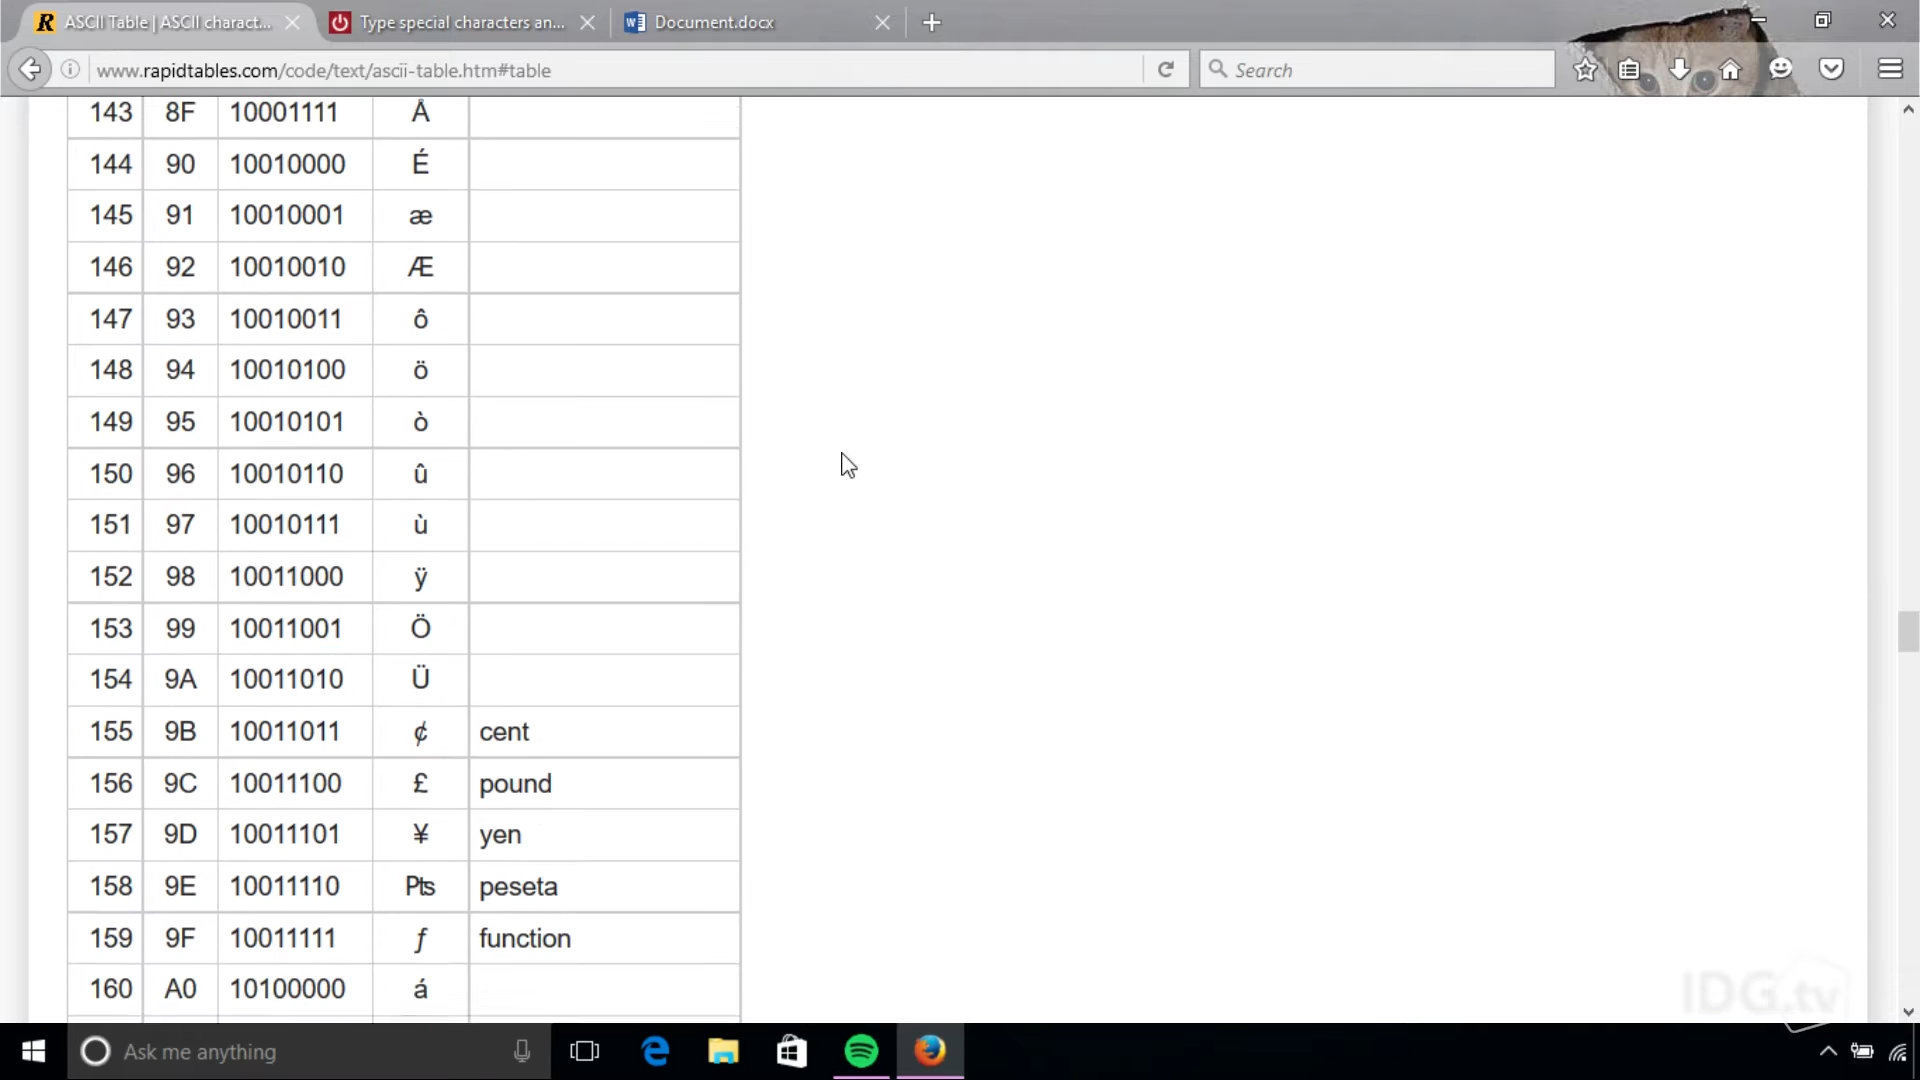 ASCII Table | ASCII charact...
Type special characters an...
Document.docx
www.rapidtables.com/code/text/ascii-table.htm#table
Search
143 8F 10001111 Å
144 90 10010000 É
145 91 10010001 æ
146 92 10010010 Æ
147 93 10010011 ô
148 94 10010100 ö
149 95 10010101 ò
150 96 10010110 û
151 97 10010111 ù
152 98 10011000 ÿ
153 99 10011001 Ö
154 9A 10011010 Ü
155 9B 10011011 ¢ cent
156 9C 10011100 £ pound
157 9D 10011101 ¥ yen
158 9E 10011110 ₧ peseta
159 9F 10011111 ƒ function
160 A0 10100000 á
IDG.tv
Ask me anything